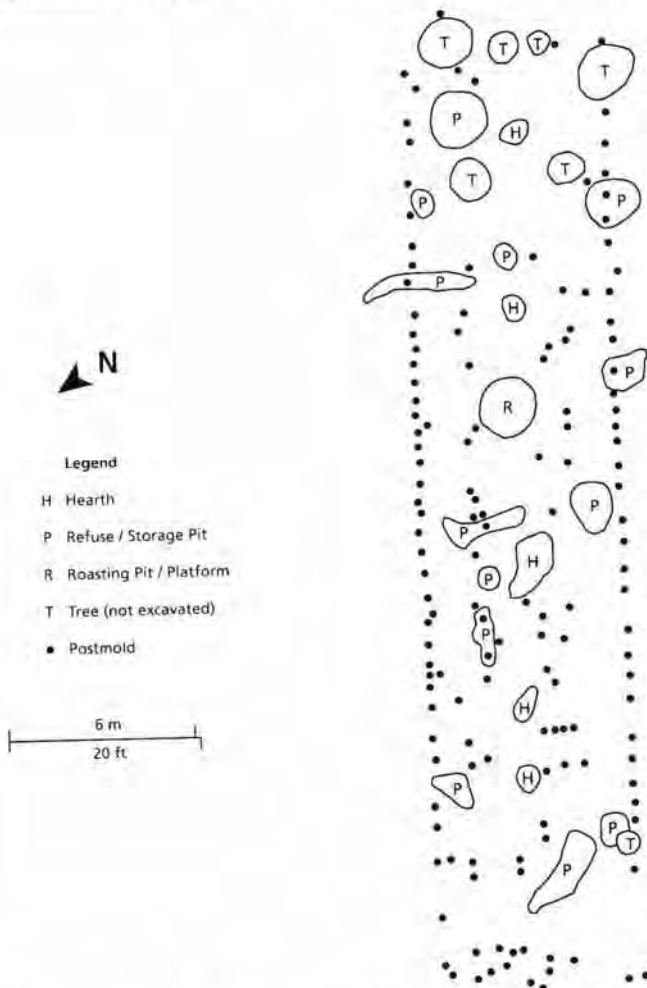 T
T
T
T
P
H
T
T
P
P
P
P
H
N
P
R
Legend
H Hearth
P
P
P Refuse / Storage Pit
H
R Roasting Pit / Platform
P
T Tree (not excavated)
P
• Postmold
H
6 m
20 ft
H
P
P
T
P